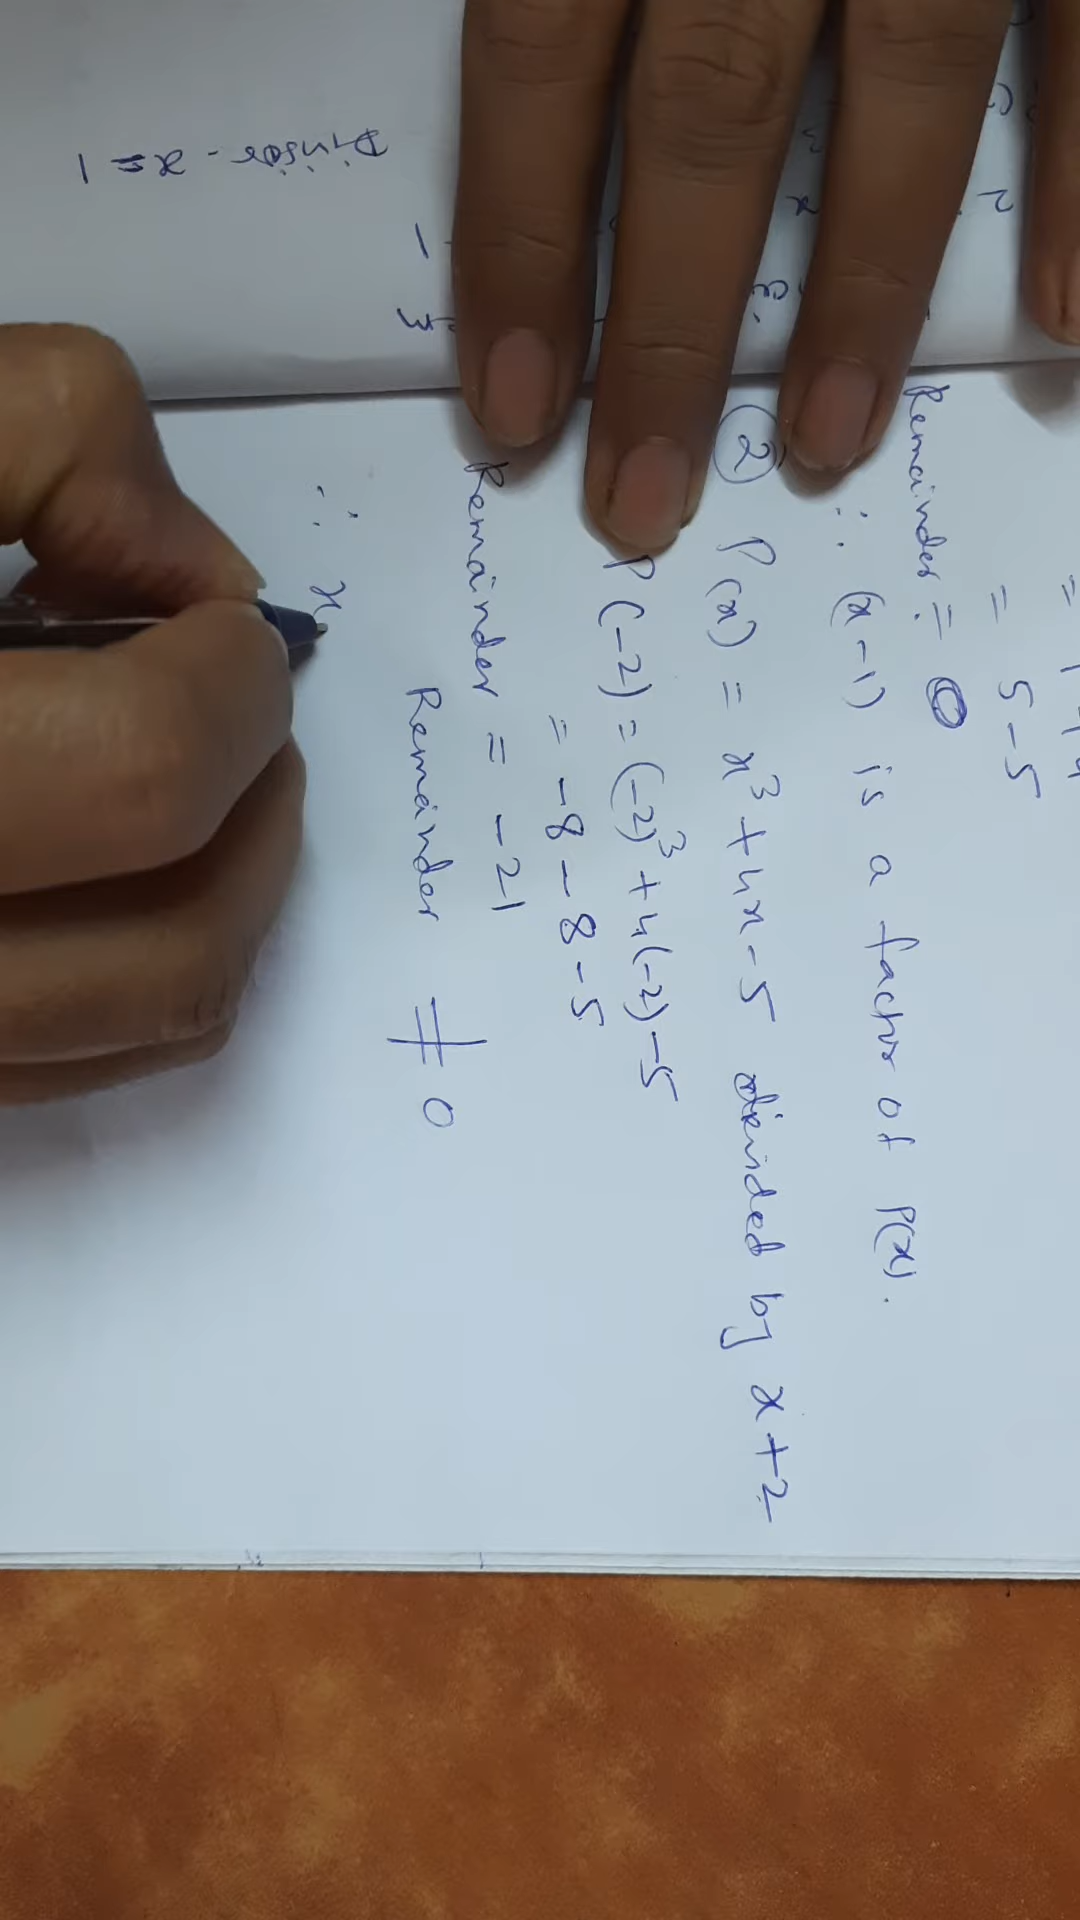 = 5 - 5
Remainder = 0
∴ (x-1) is a factor of P(x).
② P(x) = x³ + 4x - 5 divided by x+2
P(-2) = (-2)³ + 4(-2) - 5
= -8 - 8 - 5
Remainder = -21
Remainder ≠ 0
∴ x
Divisor - x = 1